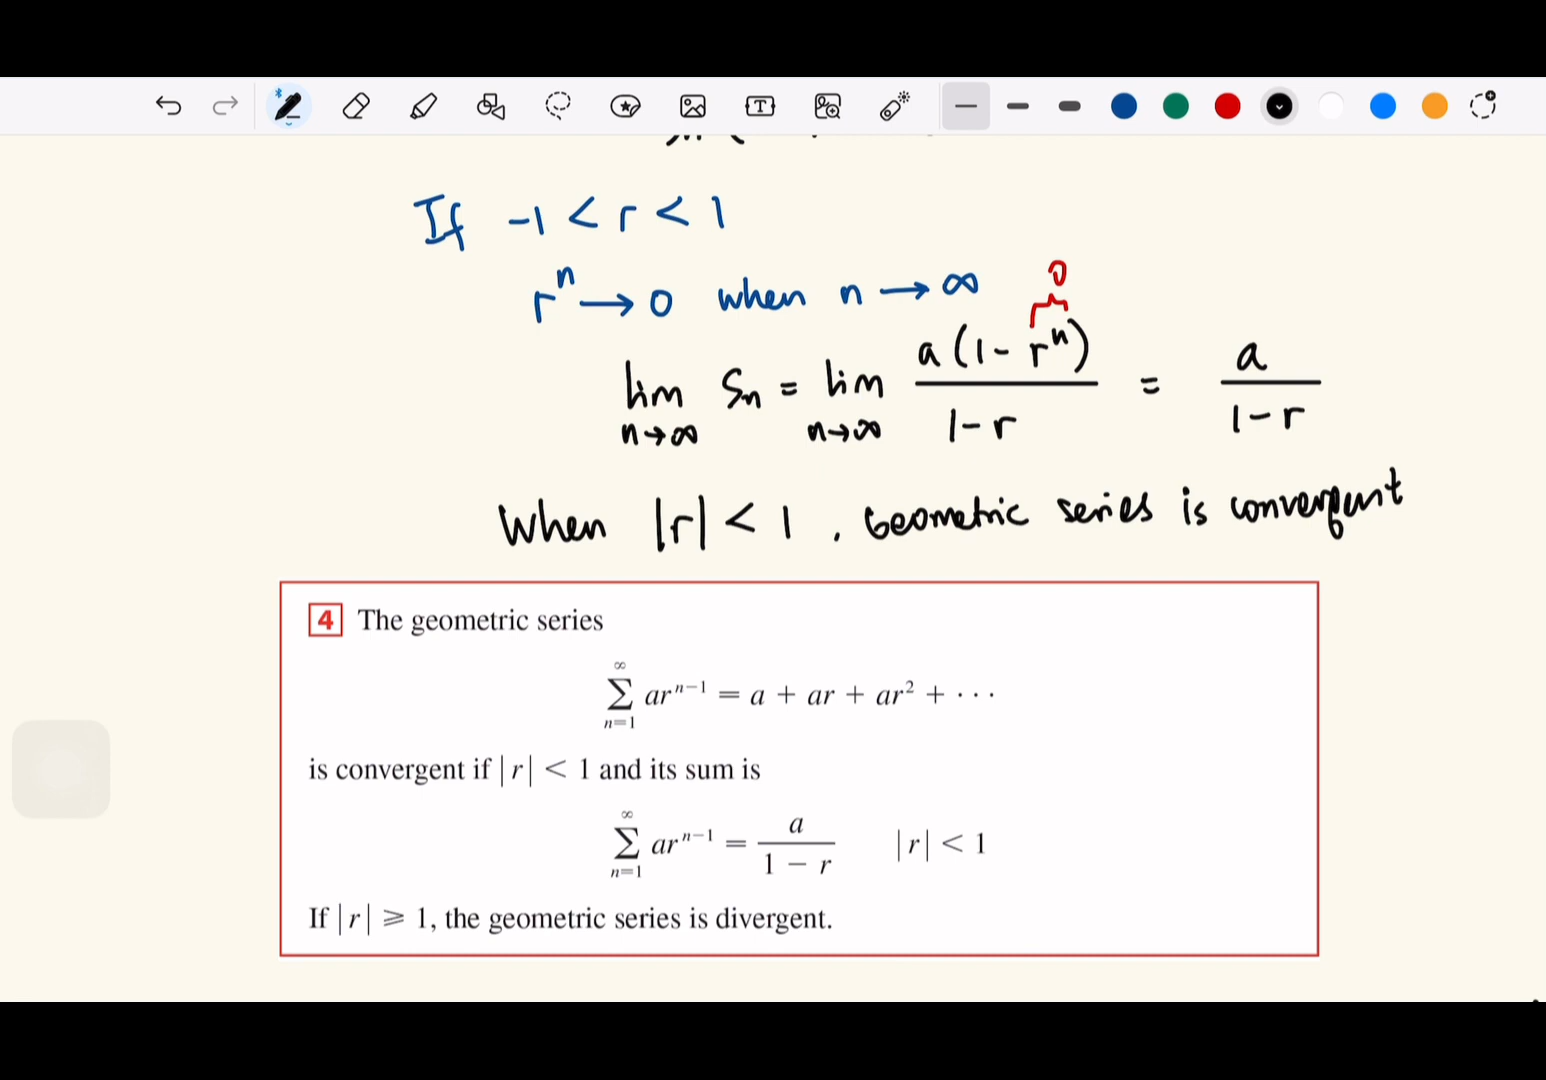 If -1 < r < 1
rⁿ → 0 when n → ∞
0
lim n→∞ Sn = lim n→∞ a(1 - rⁿ) / 1 - r = a / 1 - r
When |r| < 1, Geometric series is convergent
4 The geometric series
∞ ∑ n=1 arⁿ⁻¹ = a + ar + ar² + · · ·
is convergent if |r| < 1 and its sum is
∞ ∑ n=1 arⁿ⁻¹ = a / 1 − r |r| < 1
If |r| ⩾ 1, the geometric series is divergent.